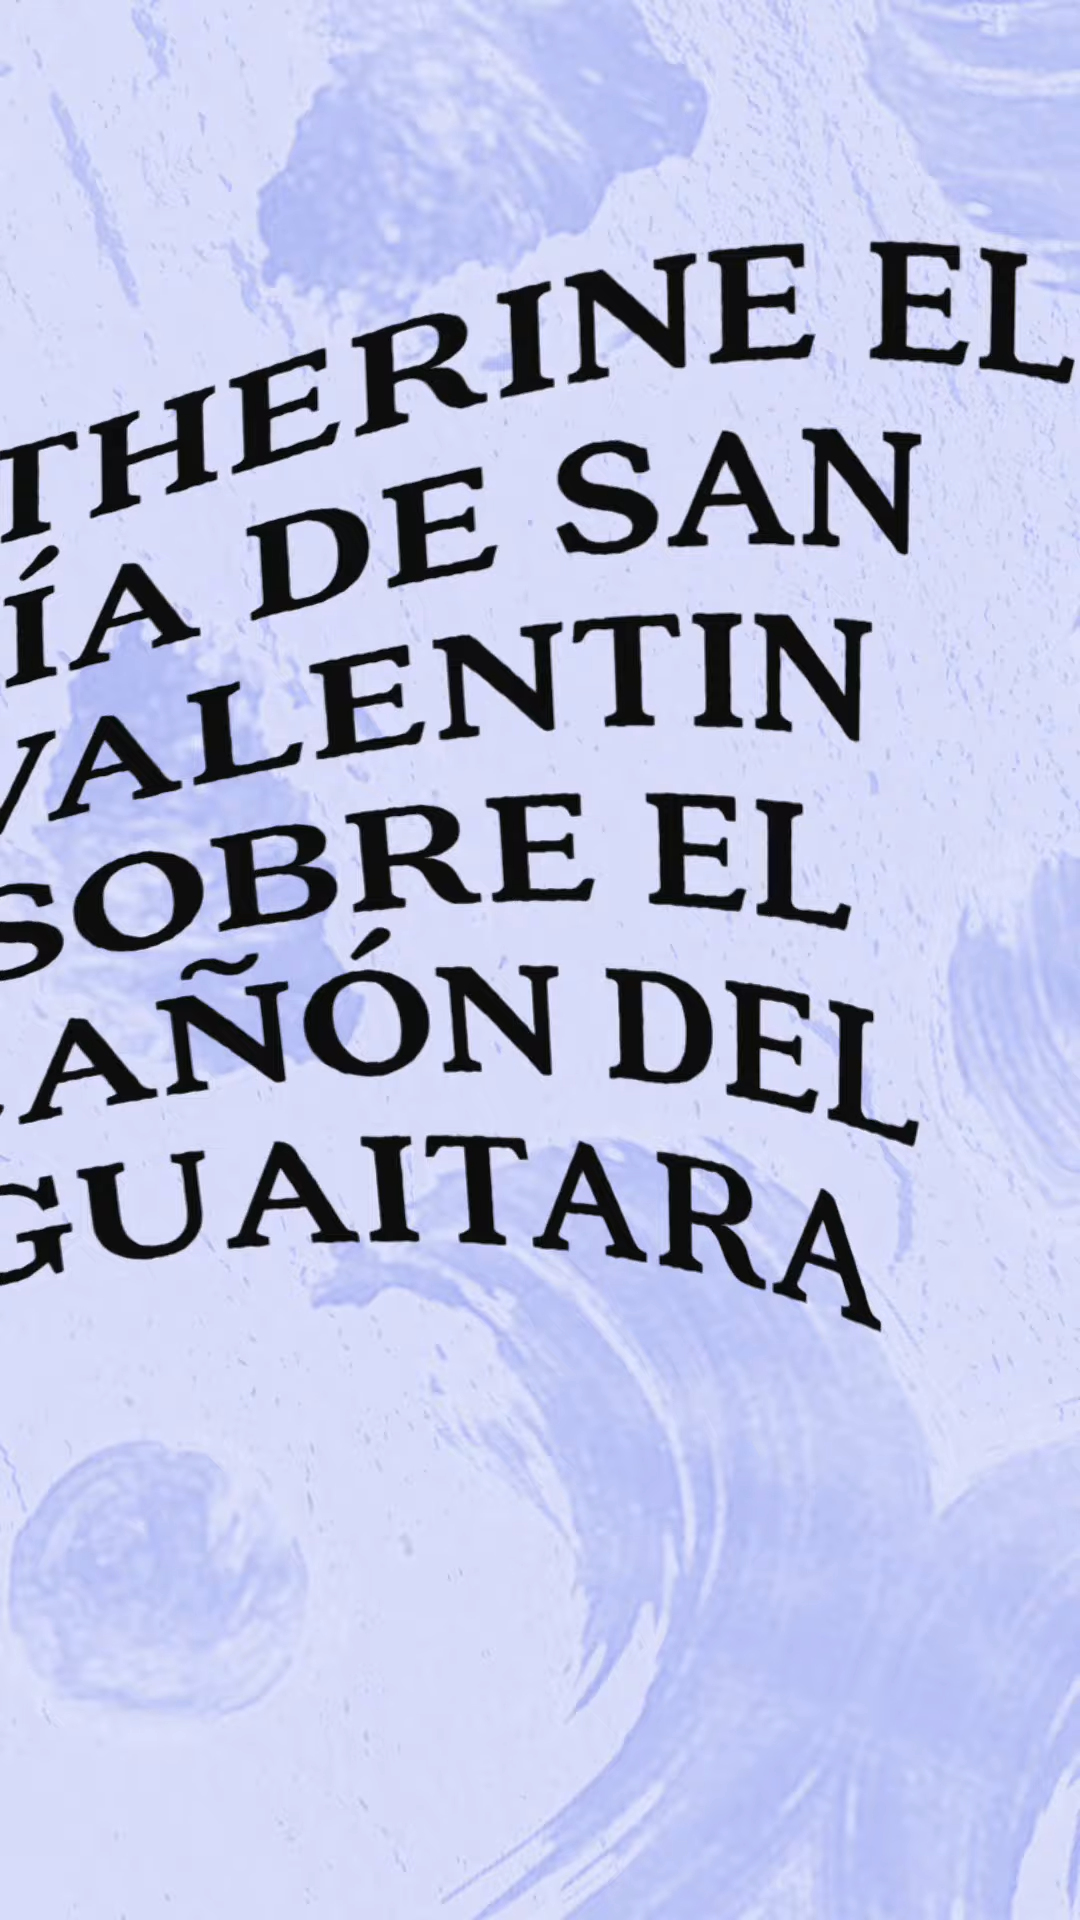 THERINE EL
ÍA DE SAN
VALENTIN
SOBRE EL
AÑÓN DEL
GUAITARA